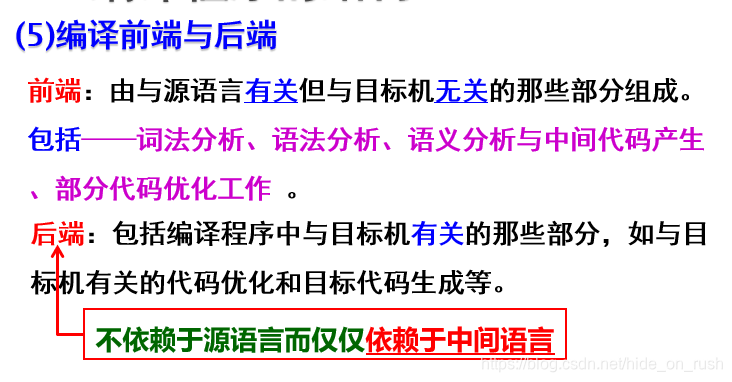 (5)编译前端与后端
前端：由与源语言有关但与目标机无关的那些部分组成。
包括——词法分析、语法分析、语义分析与中间代码产生
、部分代码优化工作 。
后端：包括编译程序中与目标机有关的那些部分，如与目
标机有关的代码优化和目标代码生成等。
不依赖于源语言而仅仅依赖于中间语言
https://blog.csdn.net/hide_on_rush